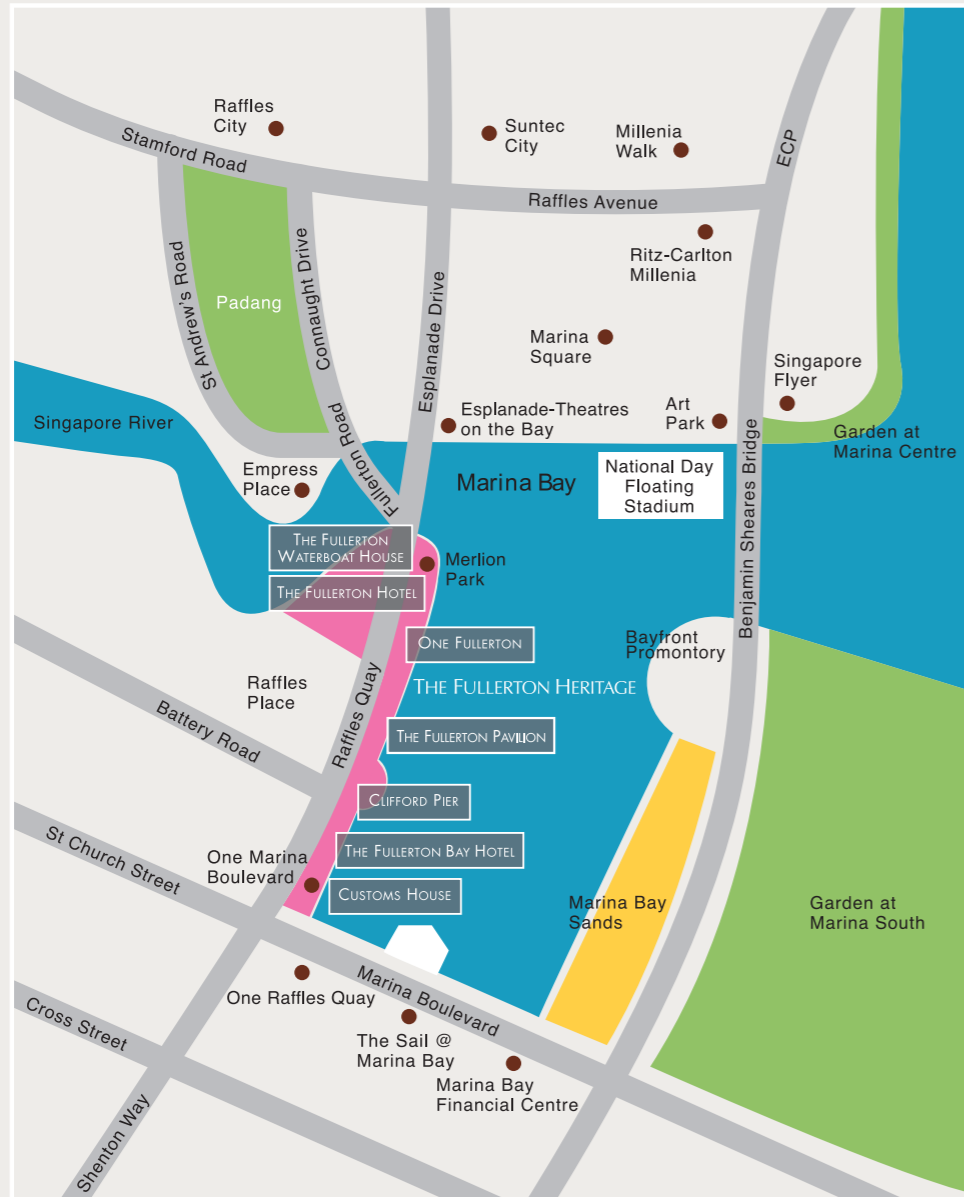 Raffles
City
Suntec
City
Millenia
Walk
ECP
Stamford Road
Raffles Avenue
Ritz-Carlton
Millenia
St Andrew's Road
Padang
Connaught Drive
Esplanade Drive
Marina
Square
Singapore
Flyer
Singapore River
Esplanade-Theatres
on the Bay
Art
Park
Garden at
Marina Centre
Empress
Place
Fullerton Road
Marina Bay
National Day
Floating
Stadium
Benjamin Sheares Bridge
The Fullerton
Waterboat House
Merlion
Park
The Fullerton Hotel
One Fullerton
Bayfront
Promontory
Raffles
Place
The Fullerton Heritage
Raffles Quay
Battery Road
The Fullerton Pavilion
Clifford Pier
St Church Street
One Marina
Boulevard
The Fullerton Bay Hotel
Customs House
Marina Bay
Sands
Garden at
Marina South
One Raffles Quay
Marina Boulevard
Cross Street
The Sail @
Marina Bay
Marina Bay
Financial Centre
Shenton Way